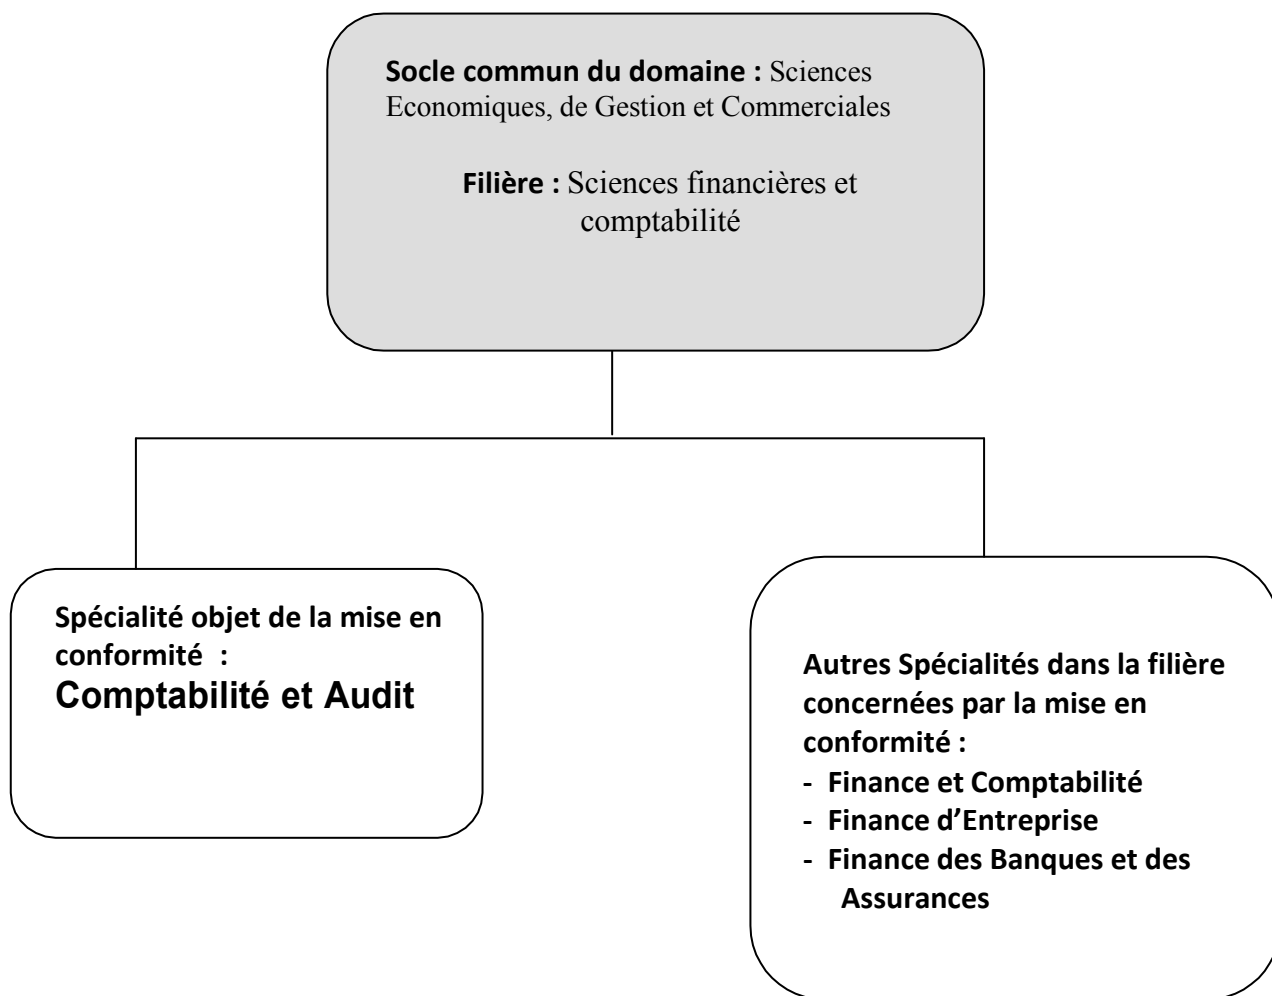 Socle commun du domaine : Sciences
Economiques, de Gestion et Commerciales
Filière : Sciences financières et
comptabilité
Spécialité objet de la mise en
conformité :
Comptabilité et Audit
Autres Spécialités dans la filière
concernées par la mise en
conformité :
- Finance et Comptabilité
- Finance d’Entreprise
- Finance des Banques et des
Assurances